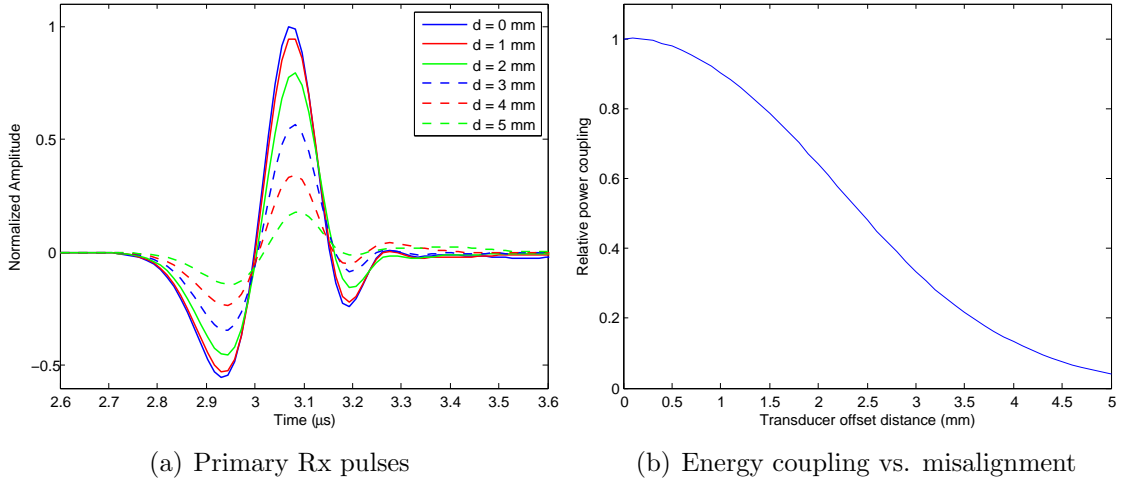 1
0.5
0
−0.5
Normalized Amplitude
d = 0 mm
d = 1 mm
d = 2 mm
d = 3 mm
d = 4 mm
d = 5 mm
2.6 2.7 2.8 2.9 3 3.1 3.2 3.3 3.4 3.5 3.6
Time (μs)
(a) Primary Rx pulses
1
0.8
0.6
0.4
0.2
0
1
Relative power coupling
0 0.5 1 1.5 2 2.5 3 3.5 4 4.5 5
Transducer offset distance (mm)
(b) Energy coupling vs. misalignment